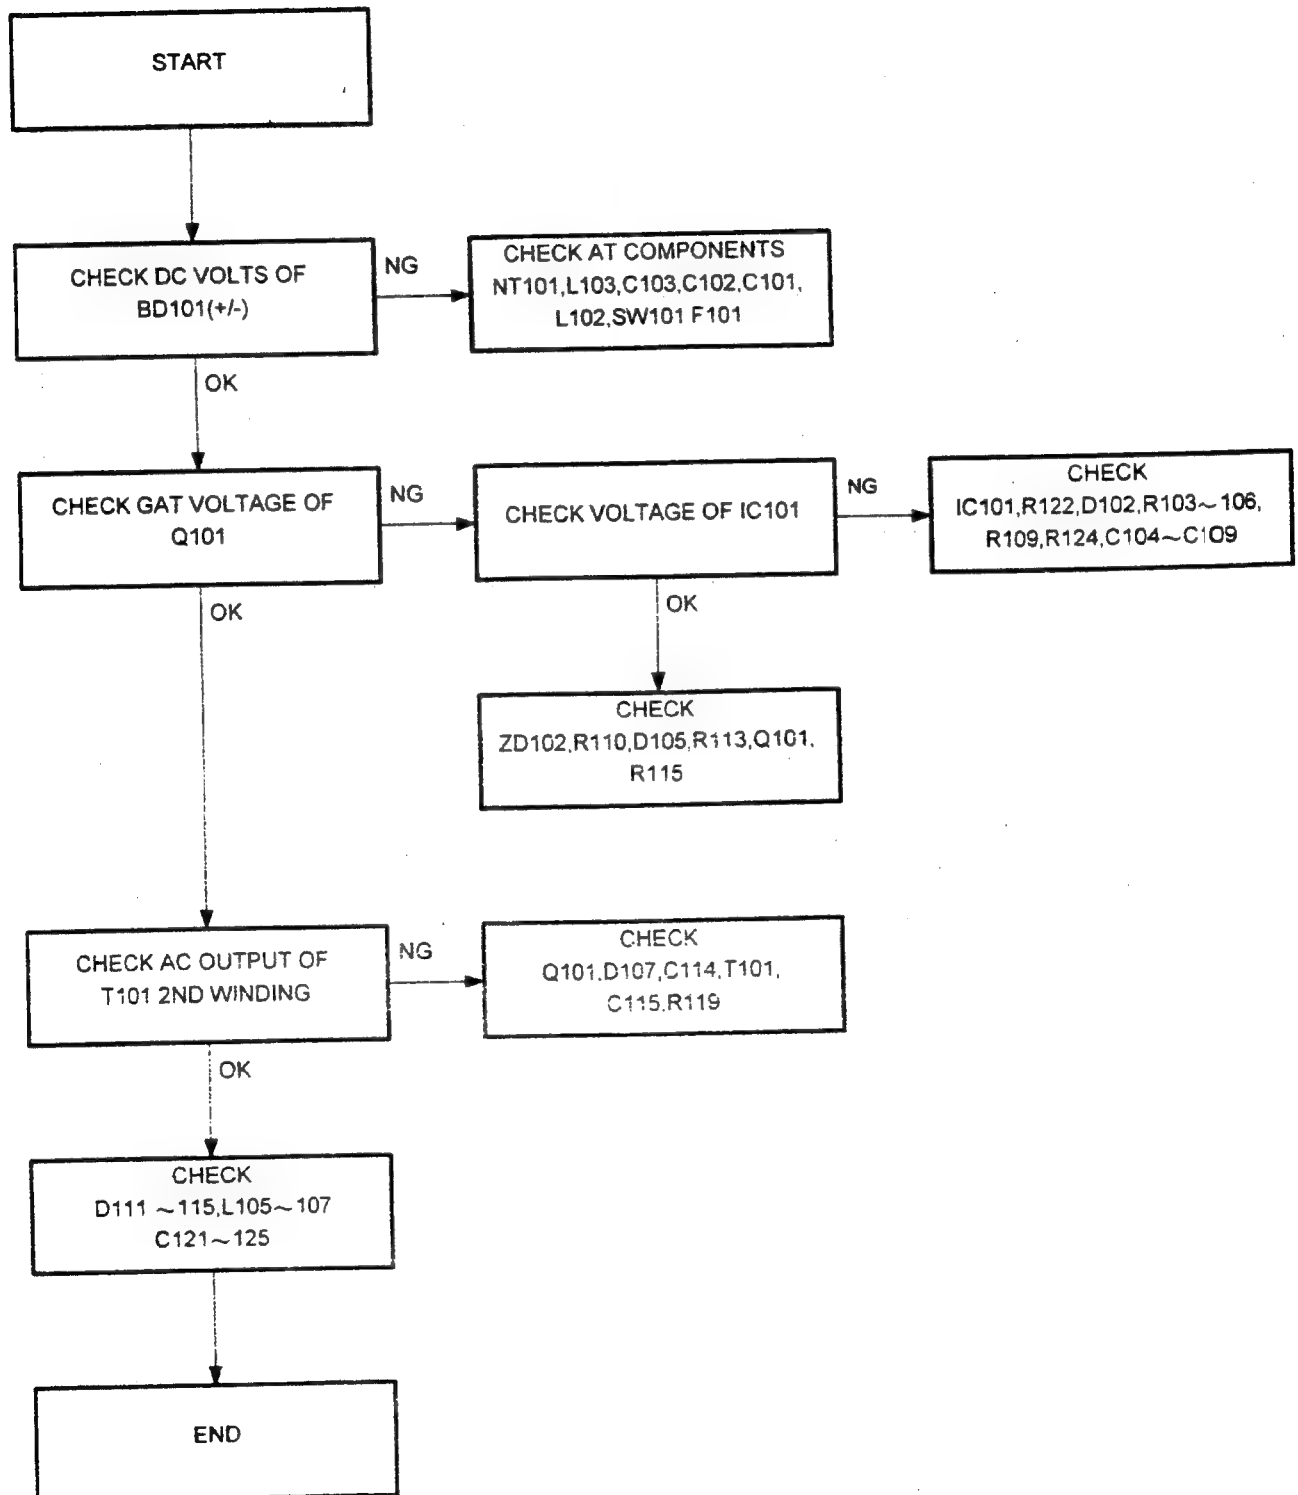 START
CHECK DC VOLTS OF
BD101(+/-)
NG
CHECK AT COMPONENTS
NT101,L103,C103,C102,C101,
L102,SW101 F101
OK
CHECK GAT VOLTAGE OF
Q101
NG
CHECK VOLTAGE OF IC101
NG
CHECK
IC101,R122,D102,R103~106,
R109,R124,C104~C109
OK
OK
CHECK
ZD102,R110,D105,R113,Q101,
R115
CHECK AC OUTPUT OF
T101 2ND WINDING
NG
CHECK
Q101,D107,C114,T101,
C115,R119
OK
CHECK
D111 ~115,L105~107
C121~125
END